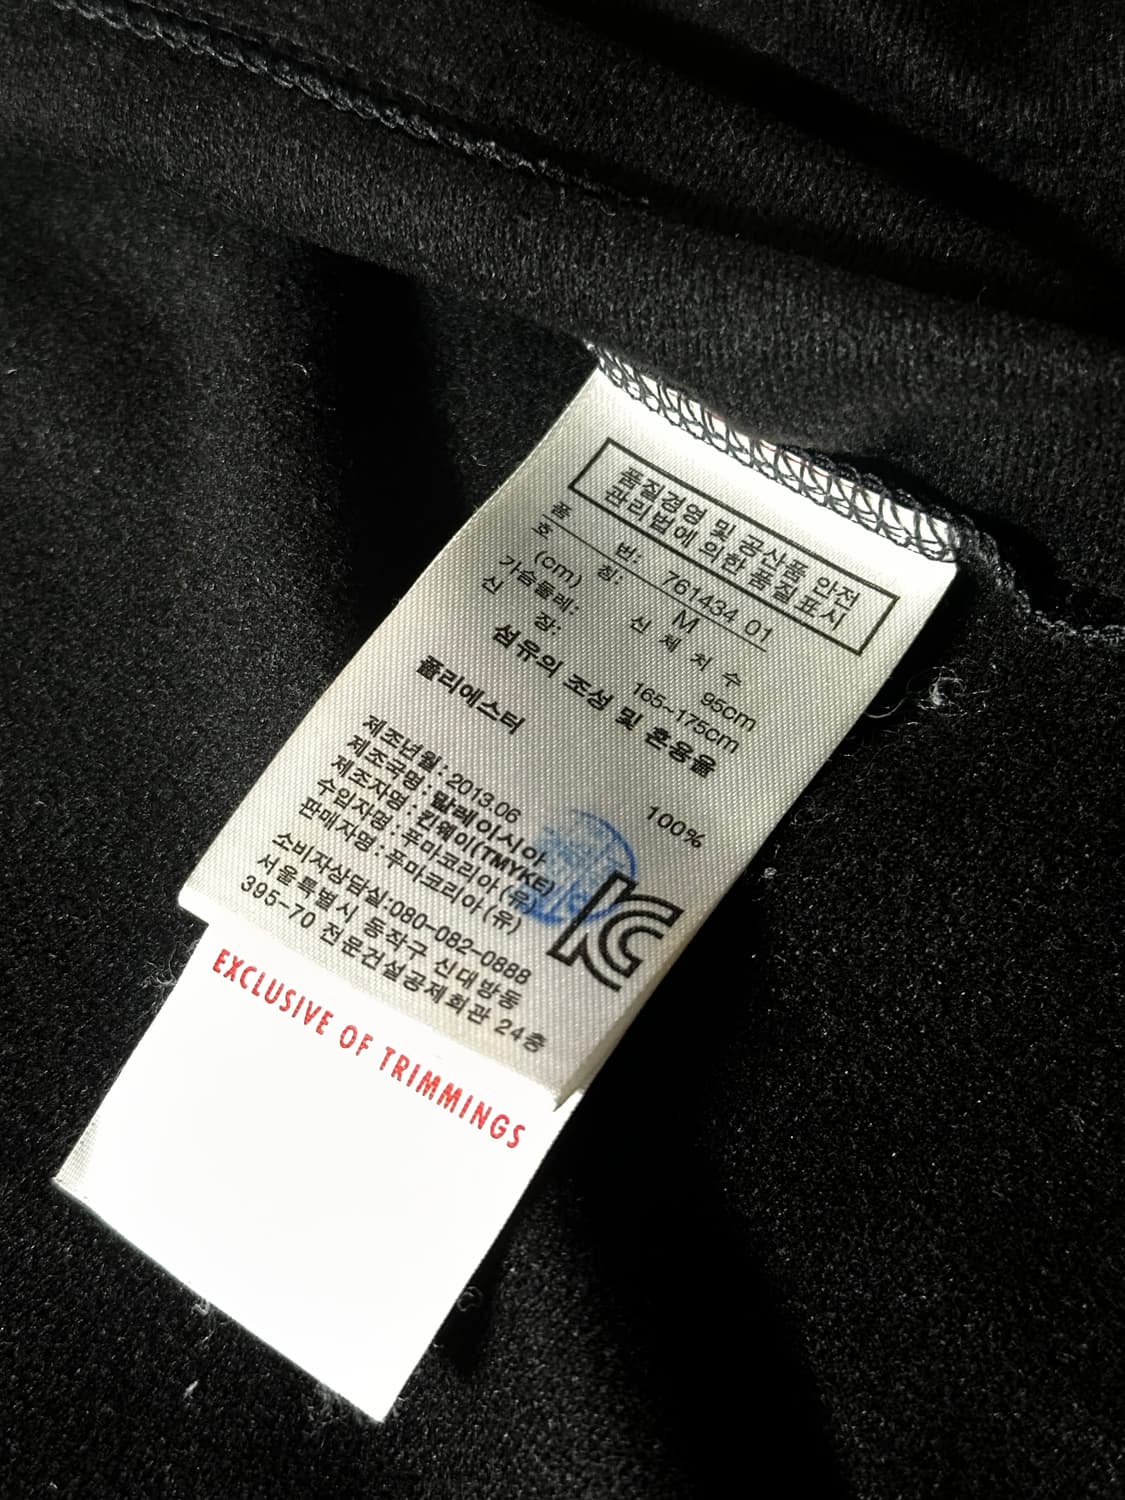 품질경영 및 공산품 안전
관리법에 의한 품질표시
품 번: 761434 01
호 칭: M
(cm) 신 체 치 수
가슴둘레: 95cm
신 장: 165~175cm
섬유의 조성 및 혼용율
폴리에스터 100%
제조년월: 2013.06
제조국명: 말레이시아
제조자명: 킨웨이(TMYKE)
수입자명: 푸마코리아 (유)
판매자명: 푸마코리아 (유)
소비자상담실:080-082-0888
서울특별시 동작구 신대방동
395-70 전문건설공제회관 24층
EXCLUSIVE OF TRIMMINGS